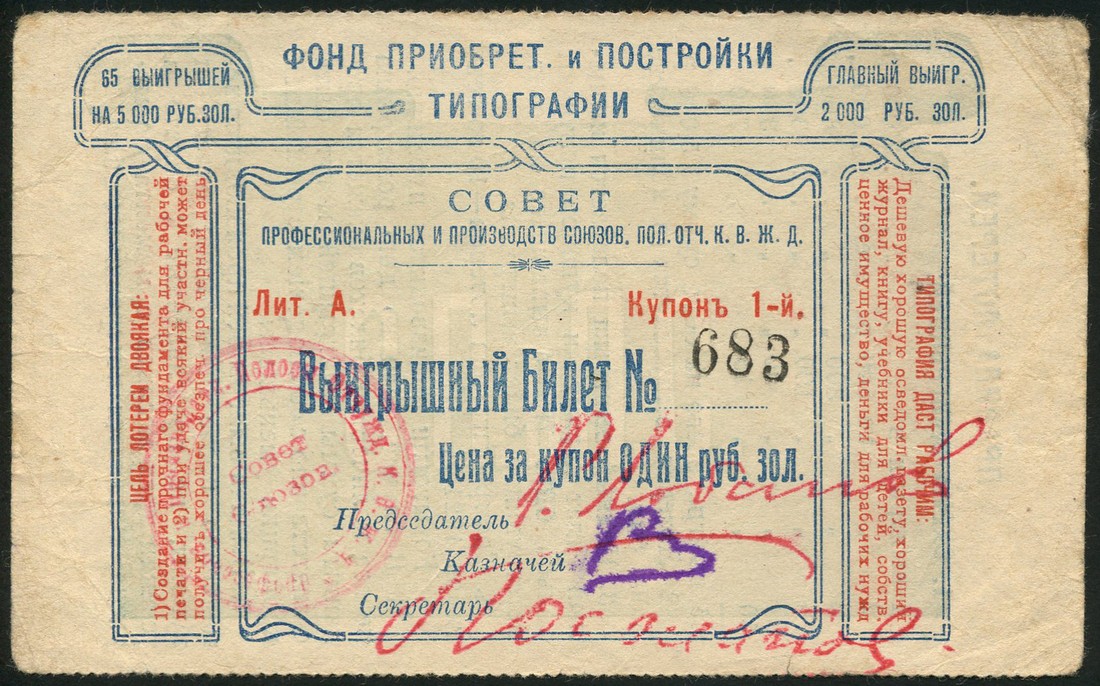 ФОНД ПРИОБРЕТ. и ПОСТРОЙКИ
ТИПОГРАФИИ
65 ВЫИГРЫШЕЙ
НА 5 000 РУБ. ЗОЛ.
ГЛАВНЫЙ ВЫИГР.
2 000 РУБ. ЗОЛ.
ЦЕЛЬ ЛОТЕРЕИ ДВОЯКАЯ:
1) Создание прочнаго фундамента для рабочей
печати и 2) при удаче всякий участн. может
получить хорошее обезпеч. про черный день
СОВЕТ
ПРОФЕССИОНАЛЬНЫХ И ПРОИЗВОДСТВ СОЮЗОВ. ПОЛ. ОТЧ. К. В. Ж. Д.
Лит. А.
Купонъ 1-й.
Выигрышный Билет № 683
Цена за купон ОДИН руб. зол.
Председатель
Казначей
Секретарь
Совет
К. В. Ж. Д.
ТИПОГРАФИЯ ДАСТ РАБОЧИМ:
Дешевую хорошую осведомл. газету, хороший
журнал, книгу, учебники для детей, собств.
ценное имущество, деньги для рабочих нужд